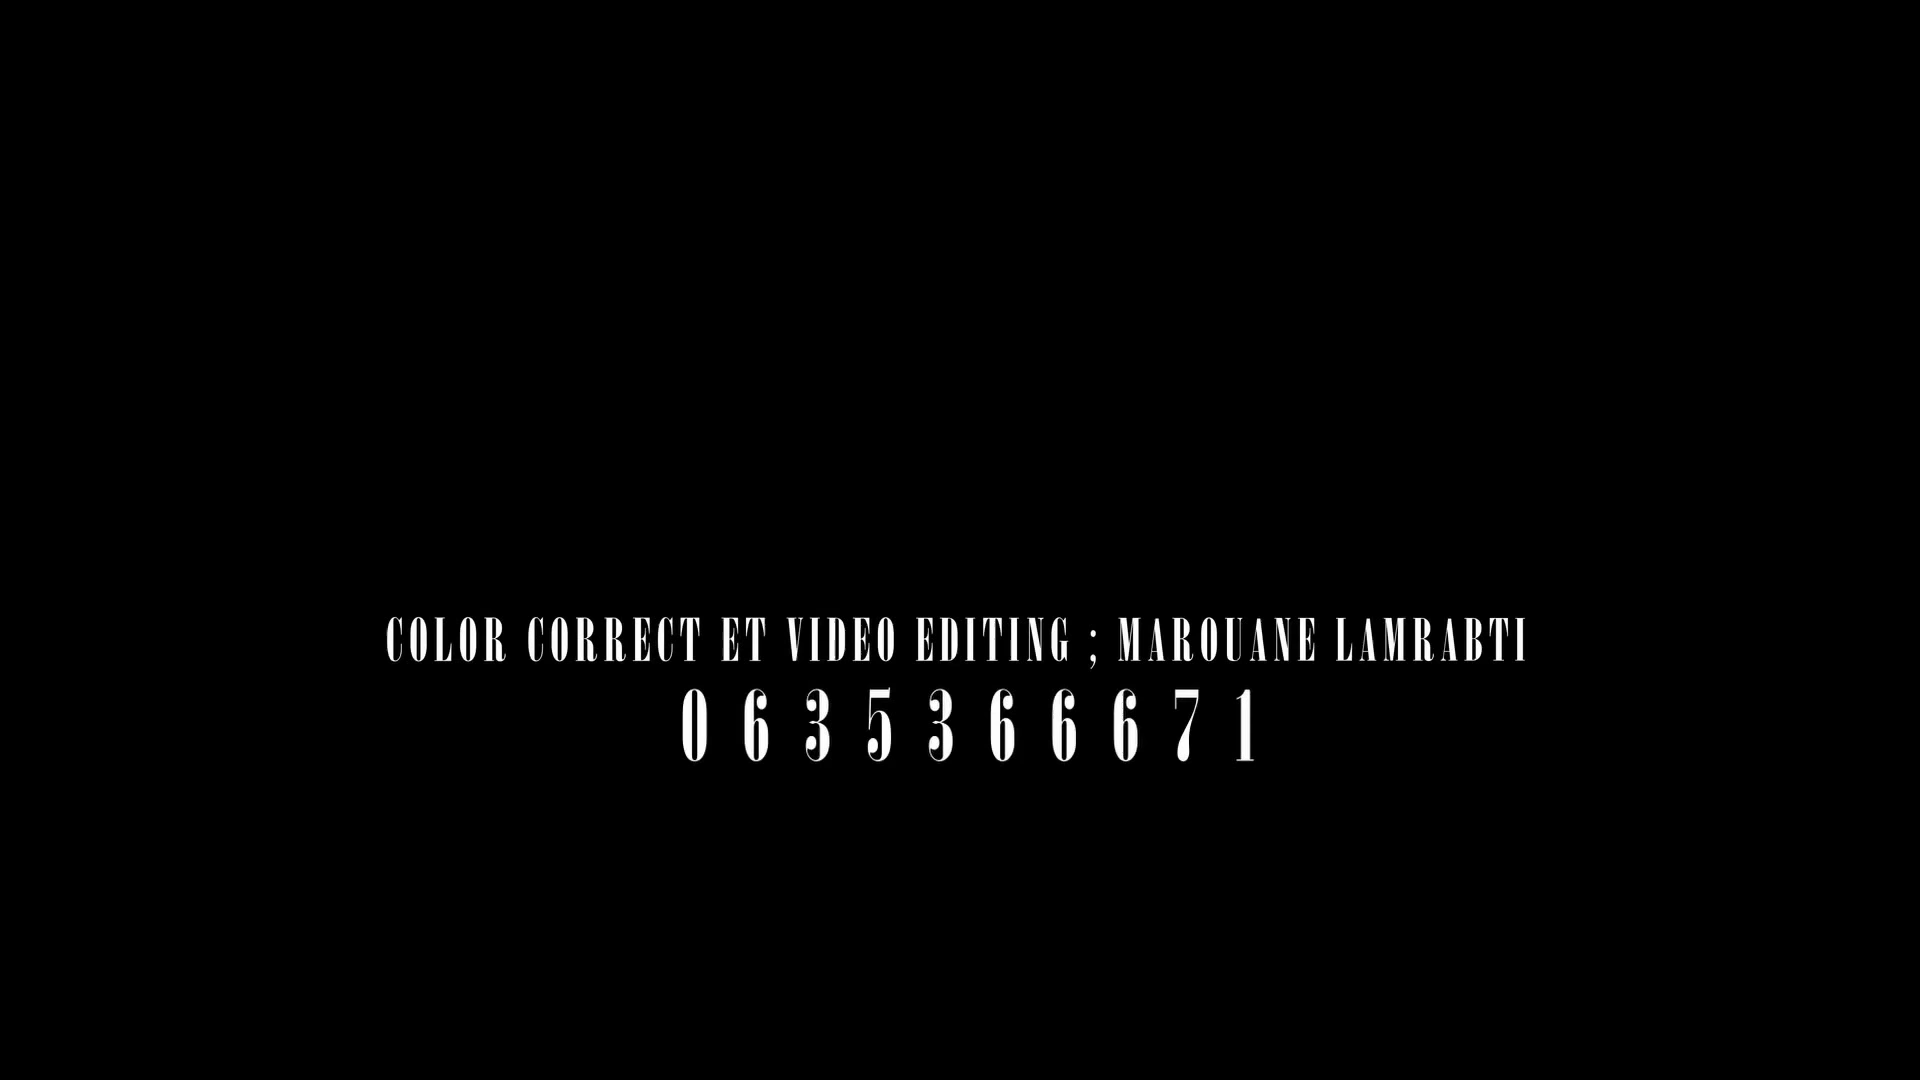 COLOR CORRECT ET VIDEO EDITING ; MAROUANE LAMRABTI
0 6 3 5 3 6 6 6 7 1